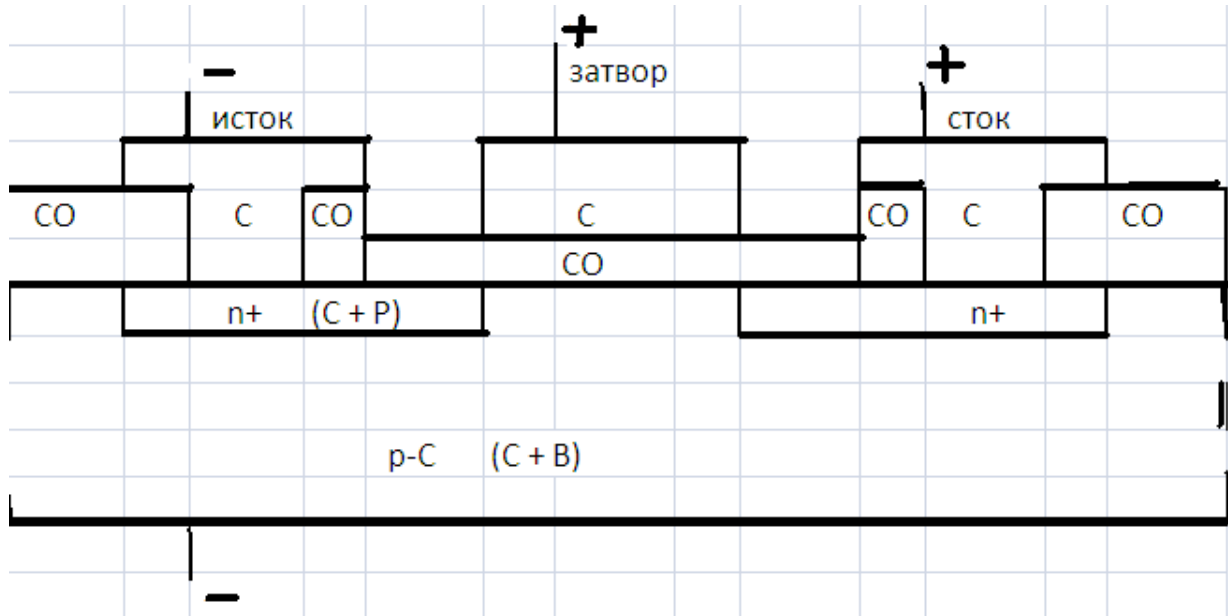 +
−
+
затвор
исток
сток
СО
С
СО
С
СО
С
СО
СО
n+ (С + P)
n+
p-С (С + B)
−